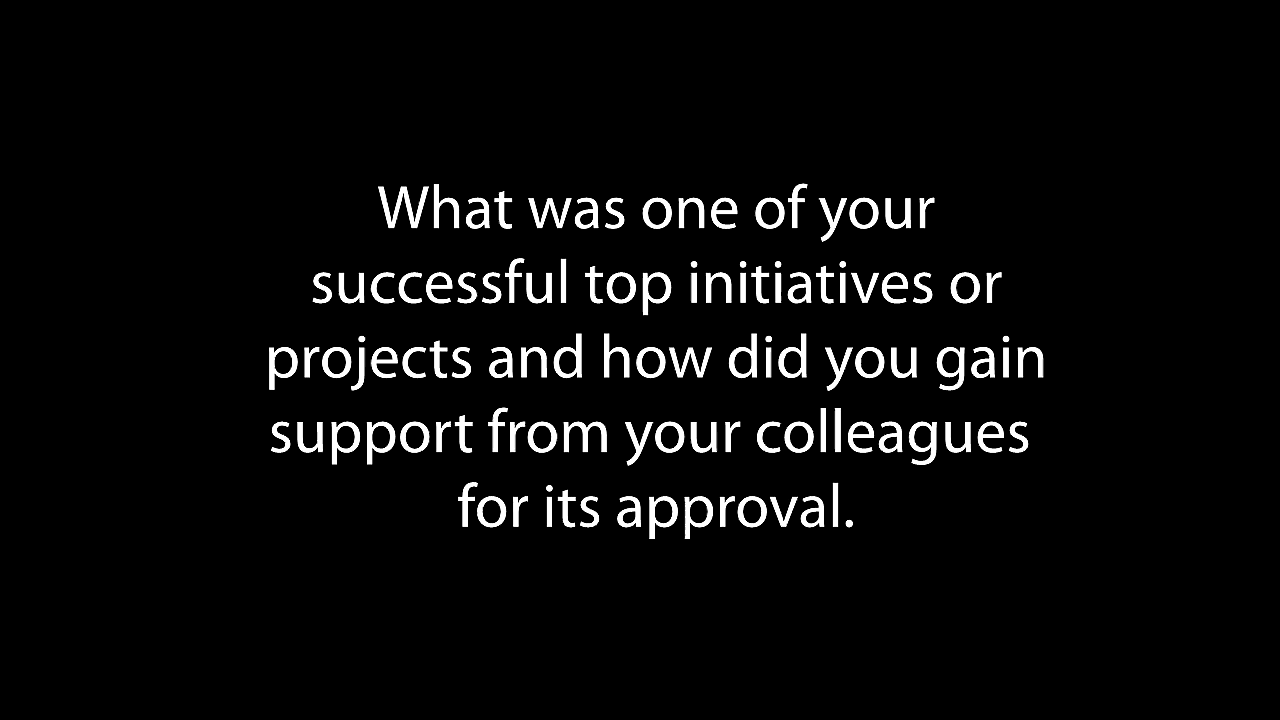 What was one of your
successful top initiatives or
projects and how did you gain
support from your colleagues
for its approval.